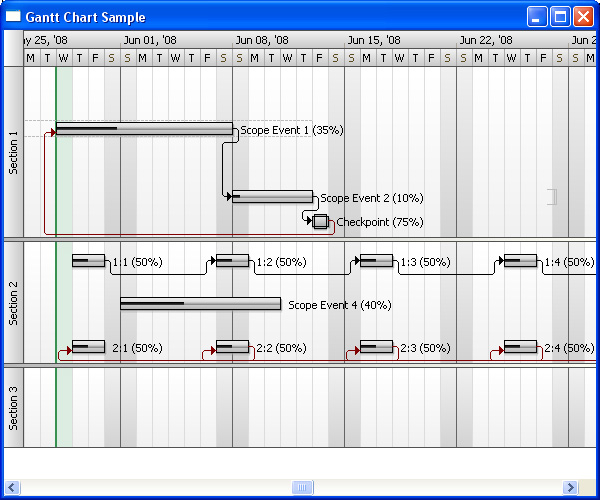 Gantt Chart Sample
y 25, '08 Jun 01, '08 Jun 08, '08 Jun 15, '08 Jun 22, '08 Jun 2
M T W T F S S M T W T F S S M T W T F S S M T W T F S S M T W T F S S M
Section 1
Scope Event 1 (35%)
Scope Event 2 (10%)
Checkpoint (75%)
Section 2
1:1 (50%) 1:2 (50%) 1:3 (50%) 1:4 (50%)
Scope Event 4 (40%)
2:1 (50%) 2:2 (50%) 2:3 (50%) 2:4 (50%)
Section 3